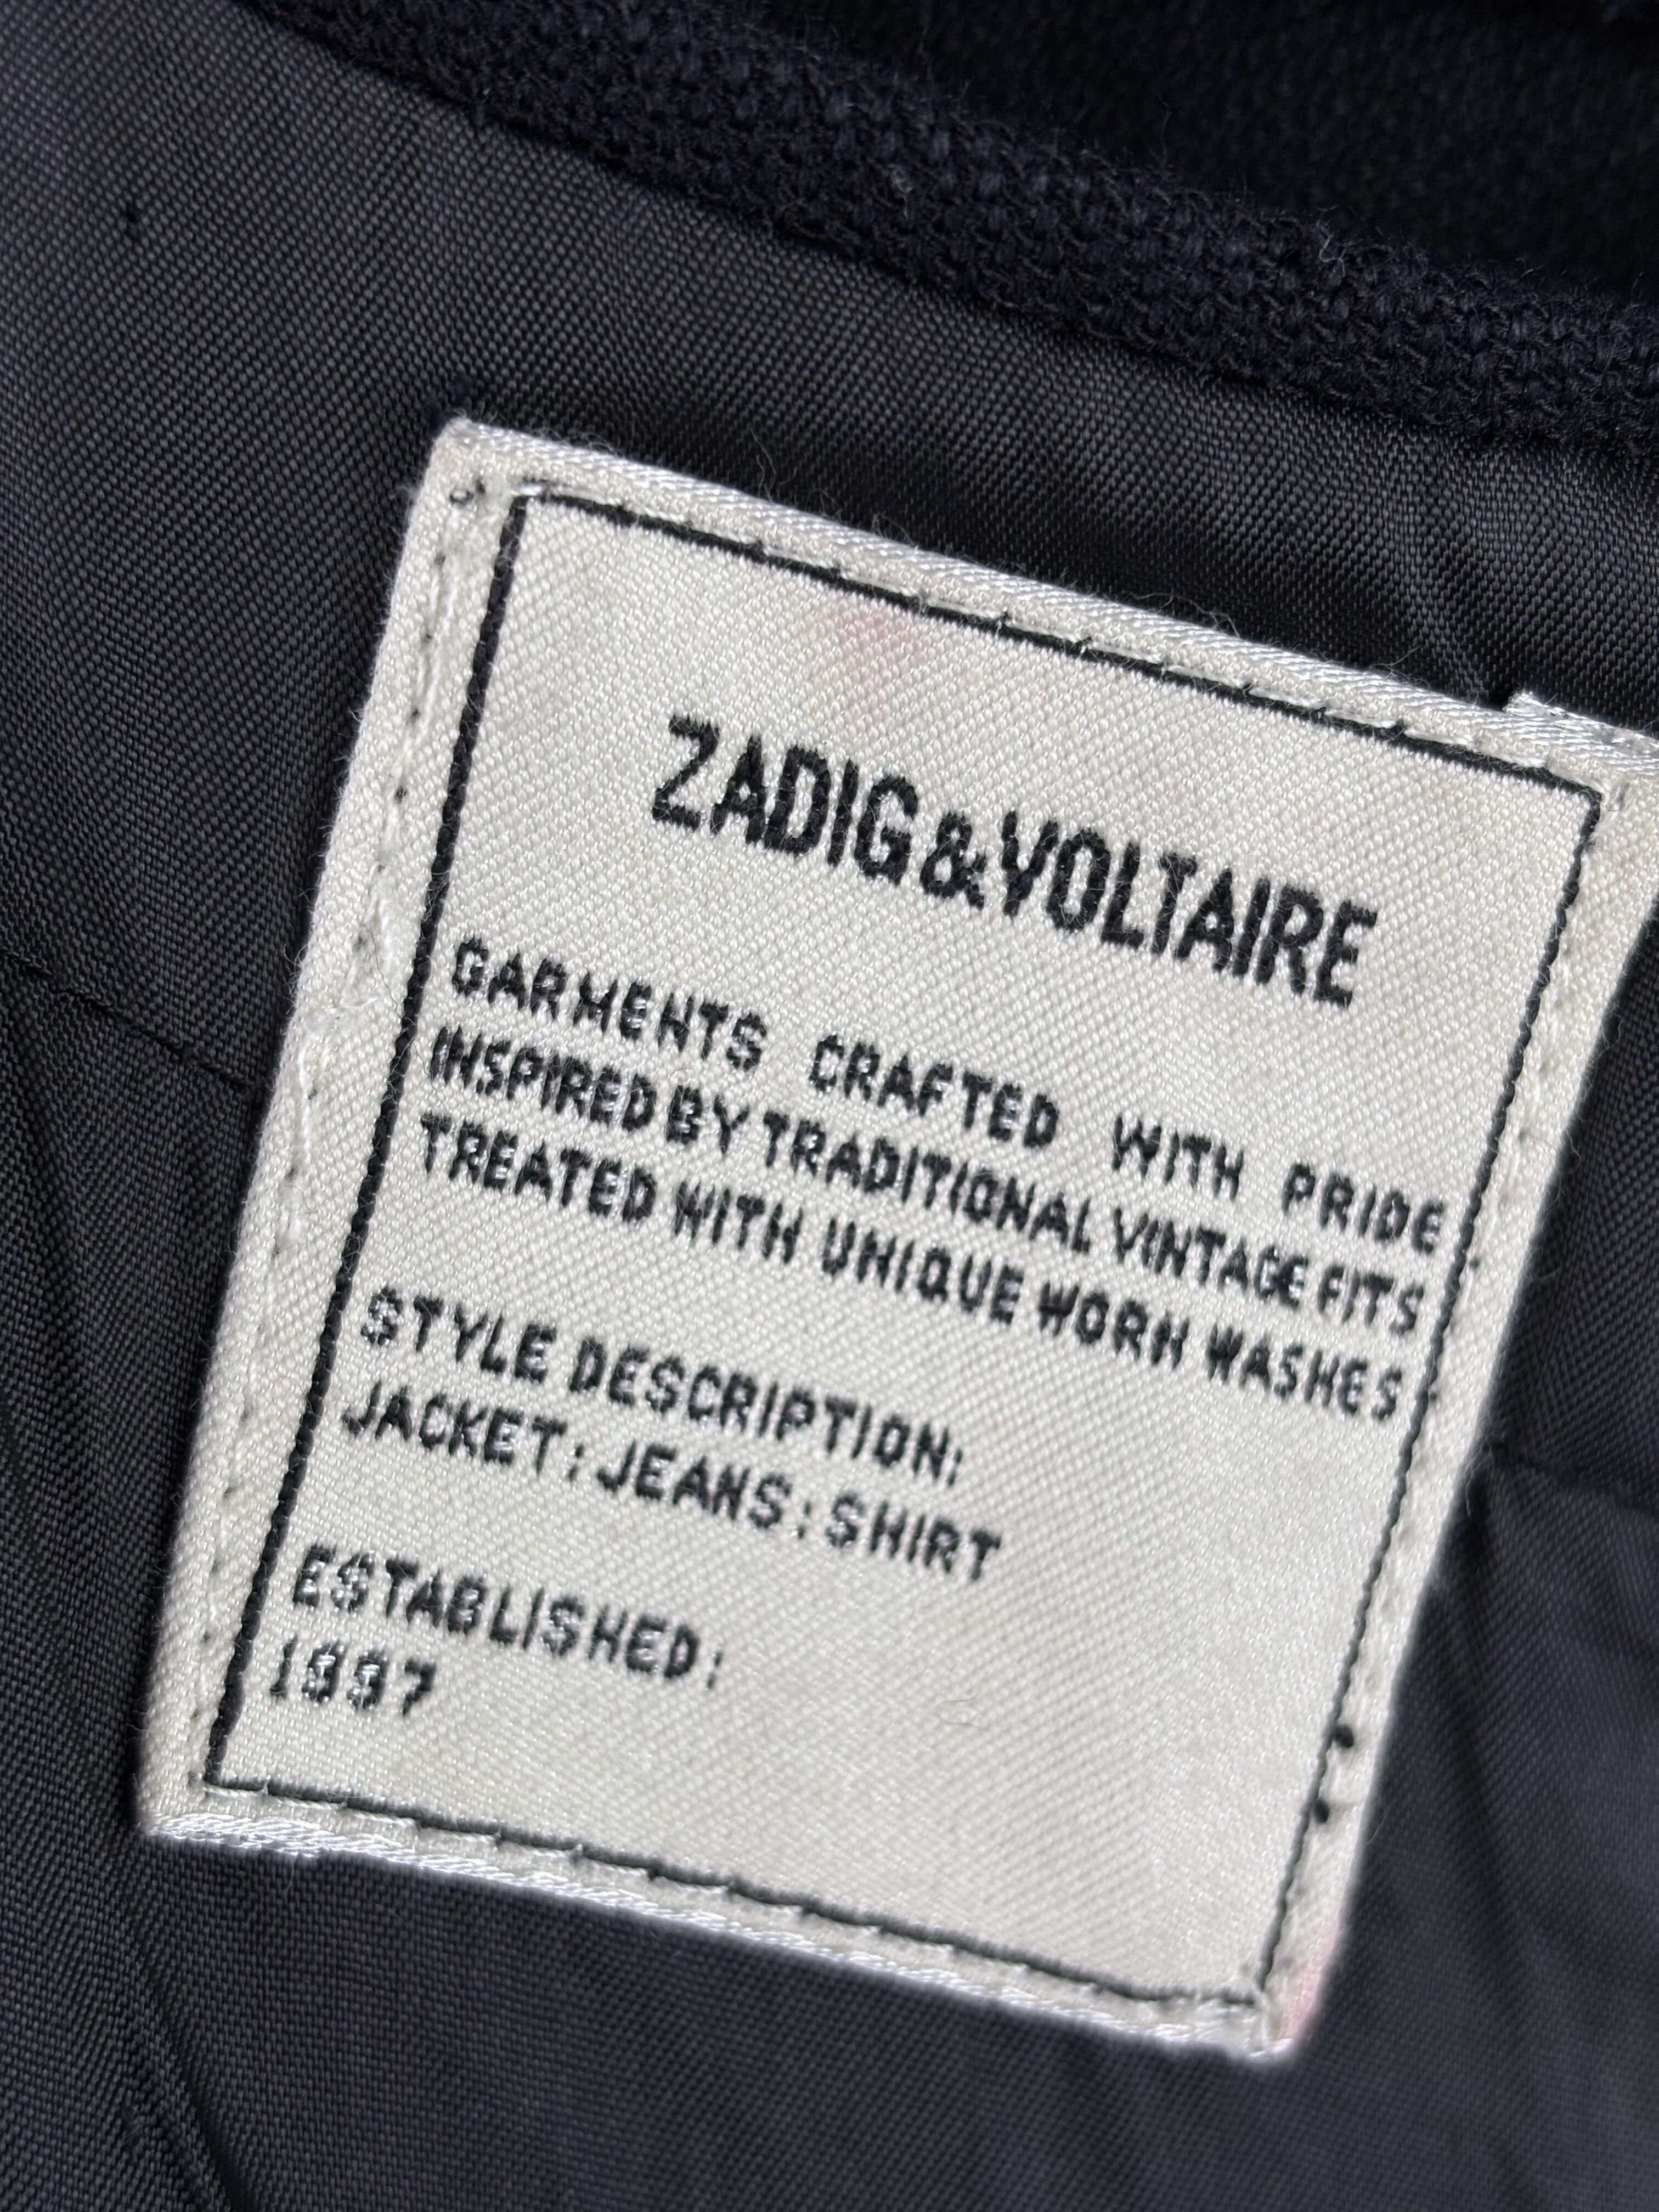 ZADIG&VOLTAIRE
GARMENTS CRAFTED WITH PRIDE
INSPIRED BY TRADITIONAL VINTAGE FITS
TREATED WITH UNIQUE WORN WASHES
STYLE DESCRIPTION:
JACKET: JEANS: SHIRT
ESTABLISHED:
1997